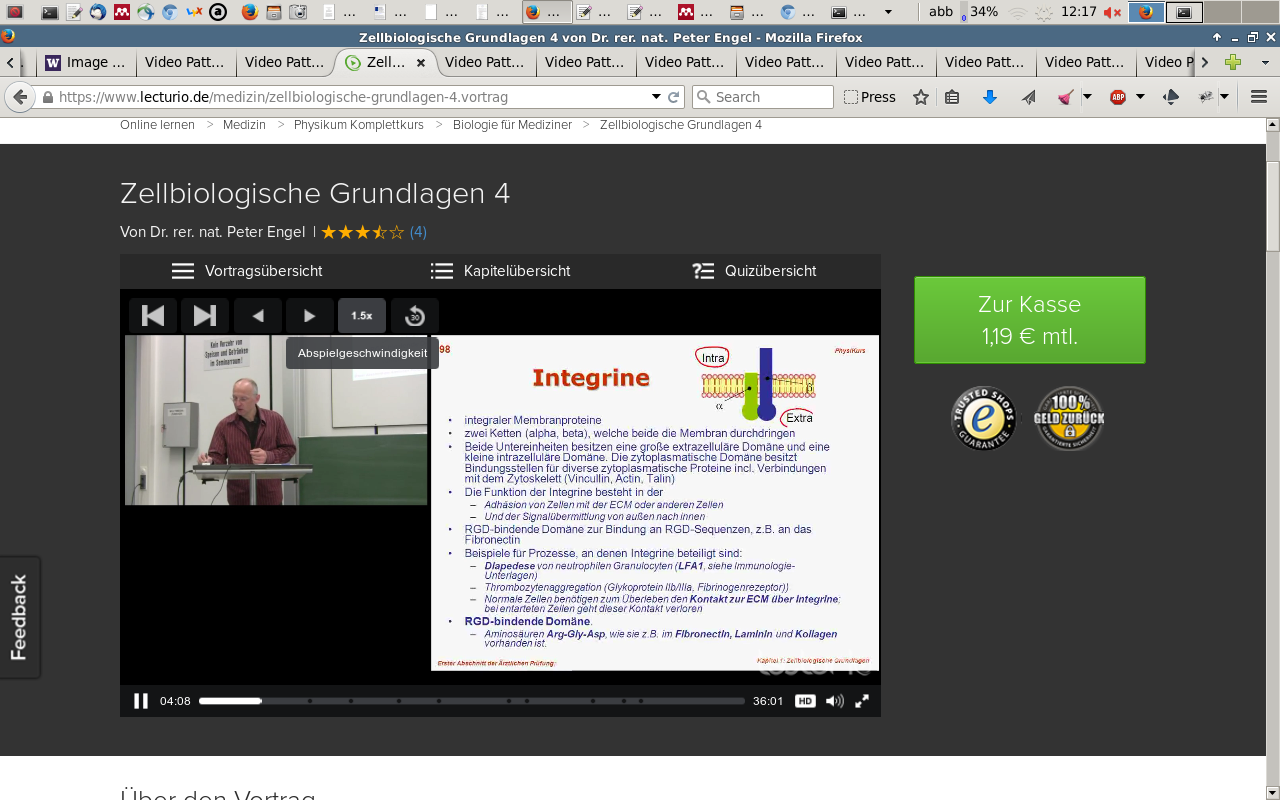 abb
0
34%
12:17
Zellbiologische Grundlagen 4 von Dr. rer. nat. Peter Engel - Mozilla Firefox
Image ...
Video Patt...
Video Patt...
Zell...
Video Patt...
Video Patt...
Video Patt...
Video Patt...
Video Patt...
Video Patt...
Video Patt...
Video P
https://www.lecturio.de/medizin/zellbiologische-grundlagen-4.vortrag
Search
Press
ABP
Online lernen > Medizin > Physikum Komplettkurs > Biologie für Mediziner > Zellbiologische Grundlagen 4
Zellbiologische Grundlagen 4
Von Dr. rer. nat. Peter Engel | ★★★ (4)
Vortragsübersicht
Kapitelübersicht
Quizübersicht
1.5x
30
Abspielgeschwindigkeit
Kein Verzehr von
Speisen und Getränken
im Seminarraum!
98
PhysiKurs
Integrine
Intra
α
β
Extra
• integraler Membranproteine
• zwei Ketten (alpha, beta), welche beide die Membran durchdringen
• Beide Untereinheiten besitzen eine große extrazelluläre Domäne und eine
kleine intrazelluläre Domäne. Die zytoplasmatische Domäne besitzt
Bindungsstellen für diverse zytoplasmatische Proteine incl. Verbindungen
mit dem Zytoskelett (Vincullin, Actin, Talin)
• Die Funktion der Integrine besteht in der
– Adhäsion von Zellen mit der ECM oder anderen Zellen
– Und der Signalübermittlung von außen nach innen
• RGD-bindende Domäne zur Bindung an RGD-Sequenzen, z.B. an das
Fibronectin
• Beispiele für Prozesse, an denen Integrine beteiligt sind:
– Diapedese von neutrophilen Granulocyten (LFA1, siehe Immunologie-
Unterlagen)
– Thrombozytenaggregation (Glykoprotein IIb/IIIa, Fibrinogenrezeptor))
– Normale Zellen benötigen zum Überleben den Kontakt zur ECM über Integrine;
bei entarteten Zellen geht dieser Kontakt verloren
• RGD-bindende Domäne.
– Aminosäuren Arg-Gly-Asp, wie sie z.B. im Fibronectin, Laminin und Kollagen
vorhanden ist.
Erster Abschnitt der Ärztlichen Prüfung:
Kapitel 1: Zellbiologische Grundlagen
04:08
36:01
HD
Zur Kasse
1,19 € mtl.
TRUSTED SHOPS
e
GUARANTEE
100%
GELD ZURÜCK
Feedback
Über den Vortrag